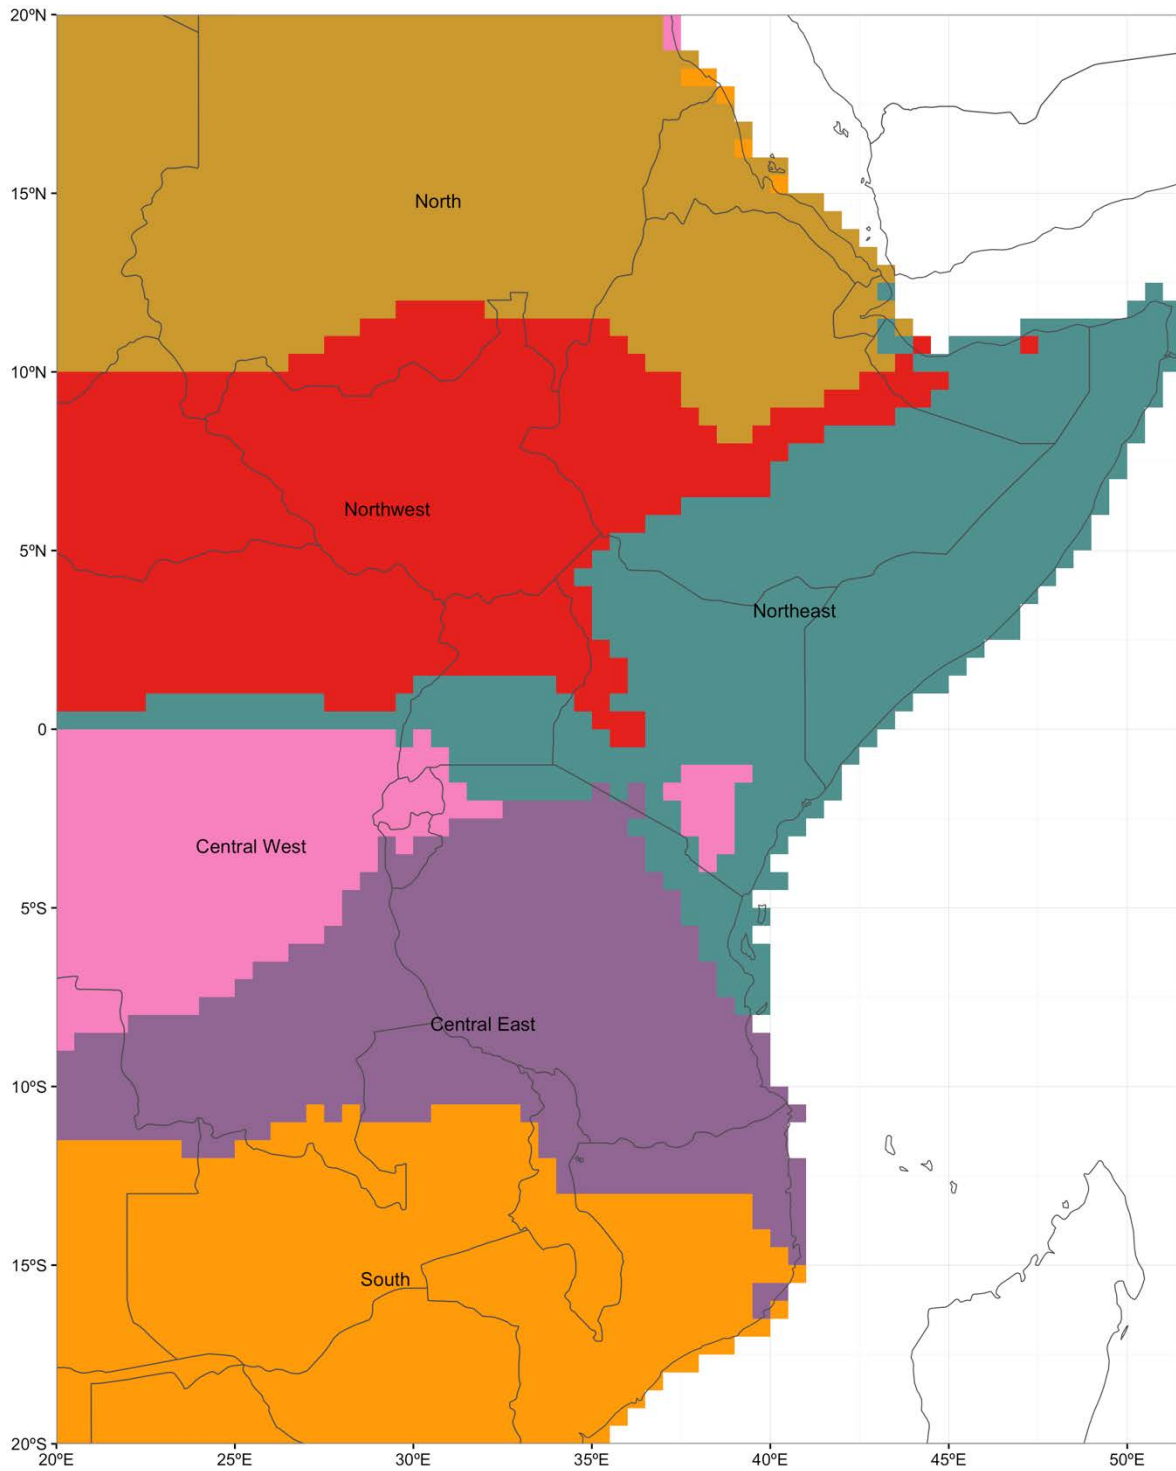 20ºN
15ºN
10ºN
5ºN
0
5ºS
10ºS
15ºS
20ºS
North
Northwest
Northeast
Central West
Central East
South
20ºE
25ºE
30ºE
35ºE
40ºE
45ºE
50ºE